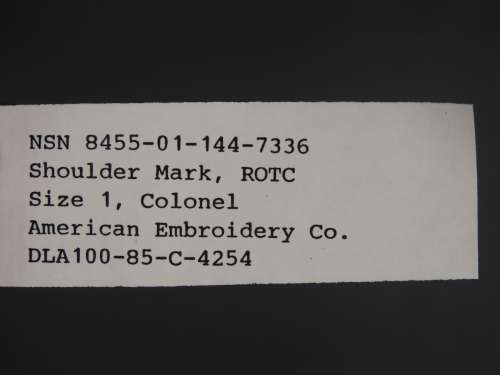 NSN 8455-01-144-7336
Shoulder Mark, ROTC
Size 1, Colonel
American Embroidery Co.
DLA100-85-C-4254